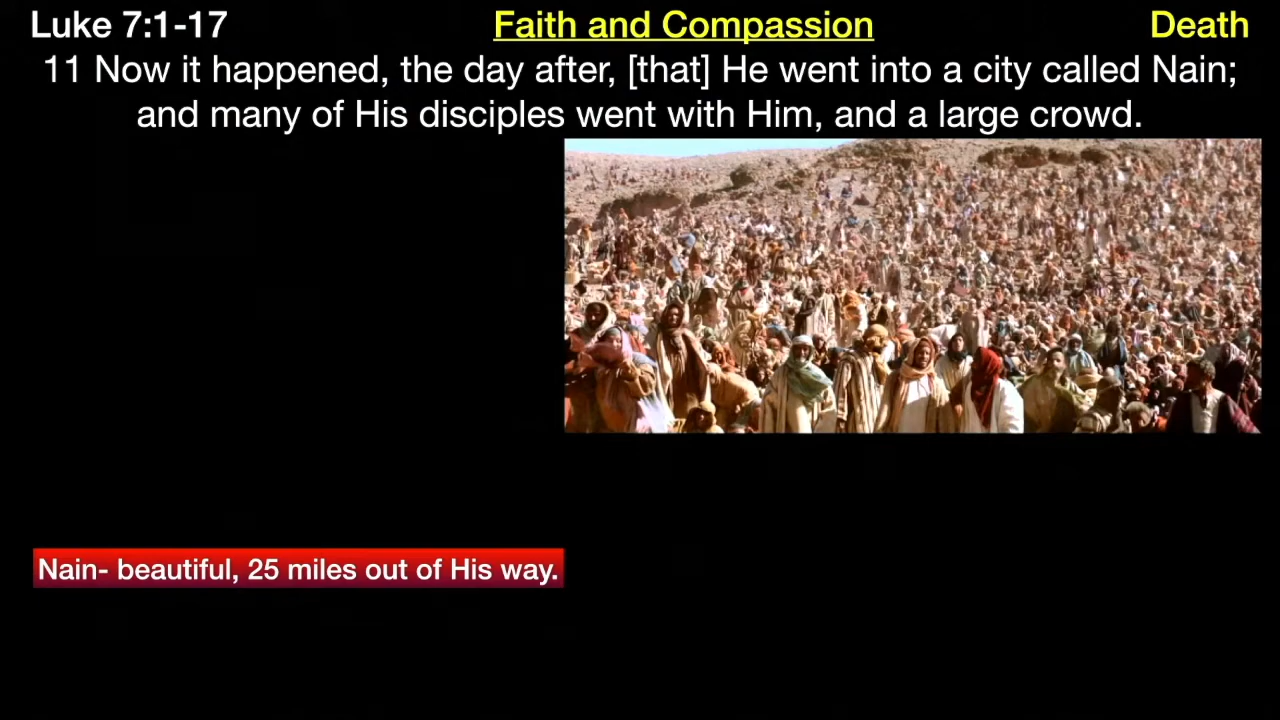 Luke 7:1-17
Faith and Compassion
Death
11 Now it happened, the day after, [that] He went into a city called Nain;
and many of His disciples went with Him, and a large crowd.
Nain- beautiful, 25 miles out of His way.